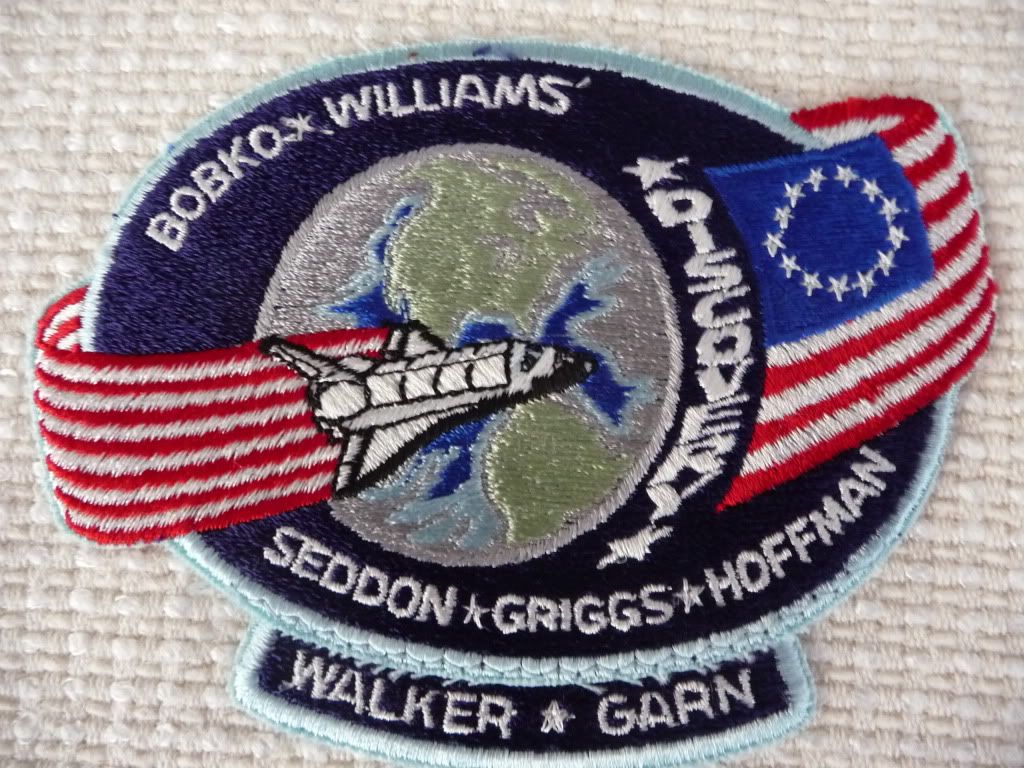 BOBKO★WILLIAMS'
★DISCOVERY★
SEDDON★GRIGGS★HOFFMAN
WALKER★GARN